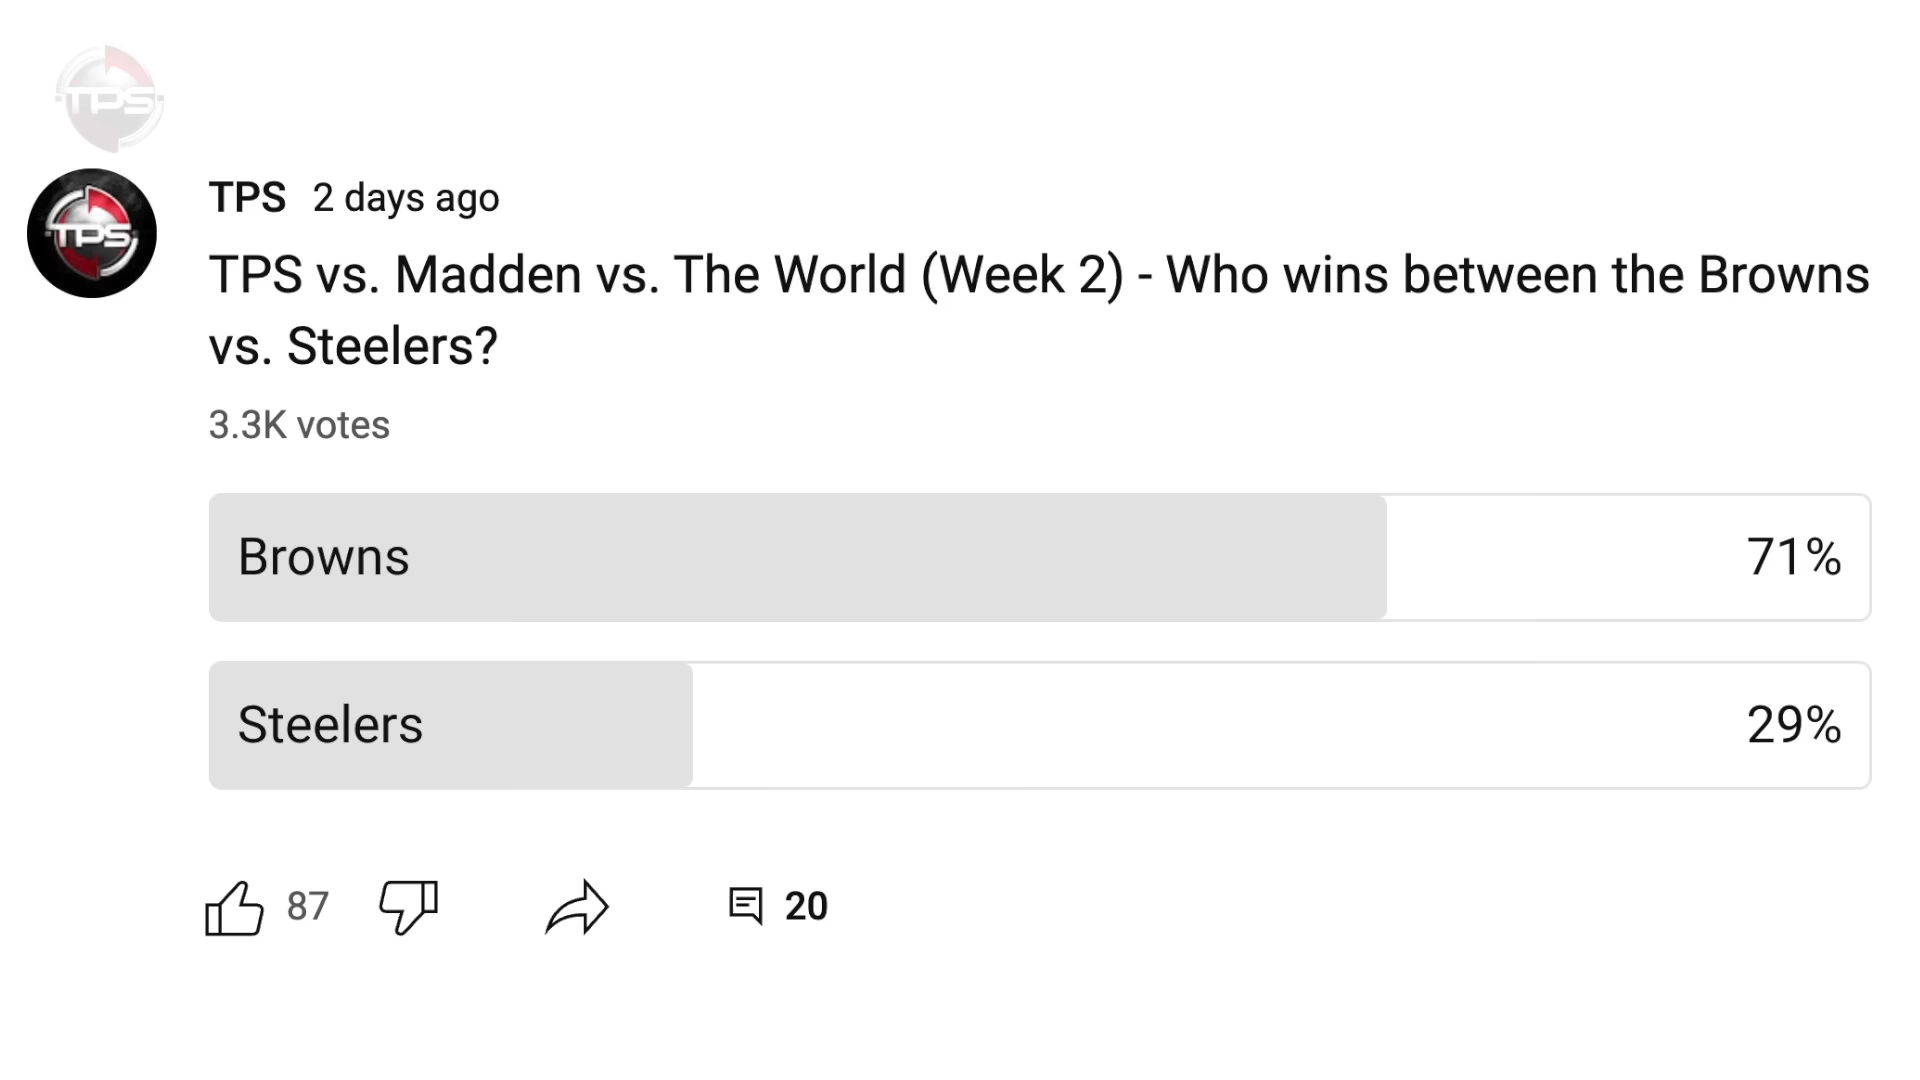 TPS
TPS
TPS 2 days ago
TPS vs. Madden vs. The World (Week 2) - Who wins between the Browns
vs. Steelers?
3.3K votes
Browns 71%
Steelers 29%
87 20